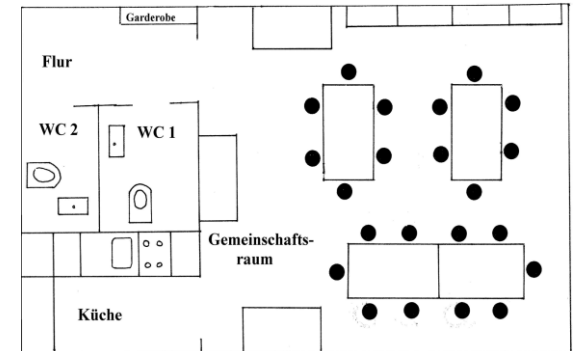 Garderobe
Flur
WC 2
WC 1
Gemeinschafts-
raum
Küche